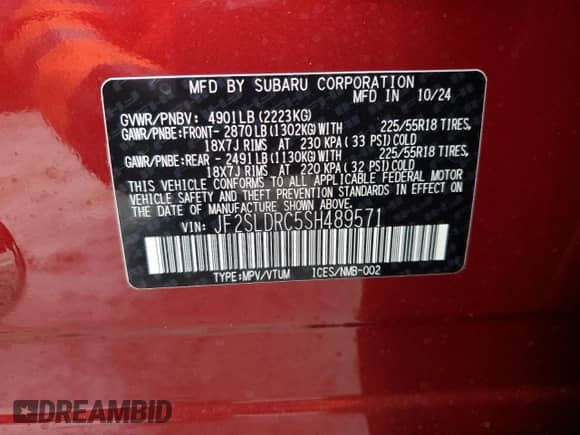 MFD BY SUBARU CORPORATION
MFD IN 10/24
GVWR/PNBV: 4901LB(2223KG)
GAWR/PNBE:FRONT- 2870LB(1302KG)WITH 225/55R18 TIRES,
18X7J RIMS AT 230 KPA(33 PSI)COLD
GAWR/PNBE:REAR - 2491LB(1130KG)WITH 225/55R18 TIRES,
18X7J RIMS AT 220 KPA(32 PSI)COLD
THIS VEHICLE CONFORMS TO ALL APPLICABLE FEDERAL MOTOR
VEHICLE SAFETY AND THEFT PREVENTION STANDARDS IN EFFECT
ON THE DATE OF MANUFACTURE SHOWN ABOVE.
VIN: JF2SLDRC5SH489571
TYPE:MPV/VTUM ICES/NMB-002
DREAMBID